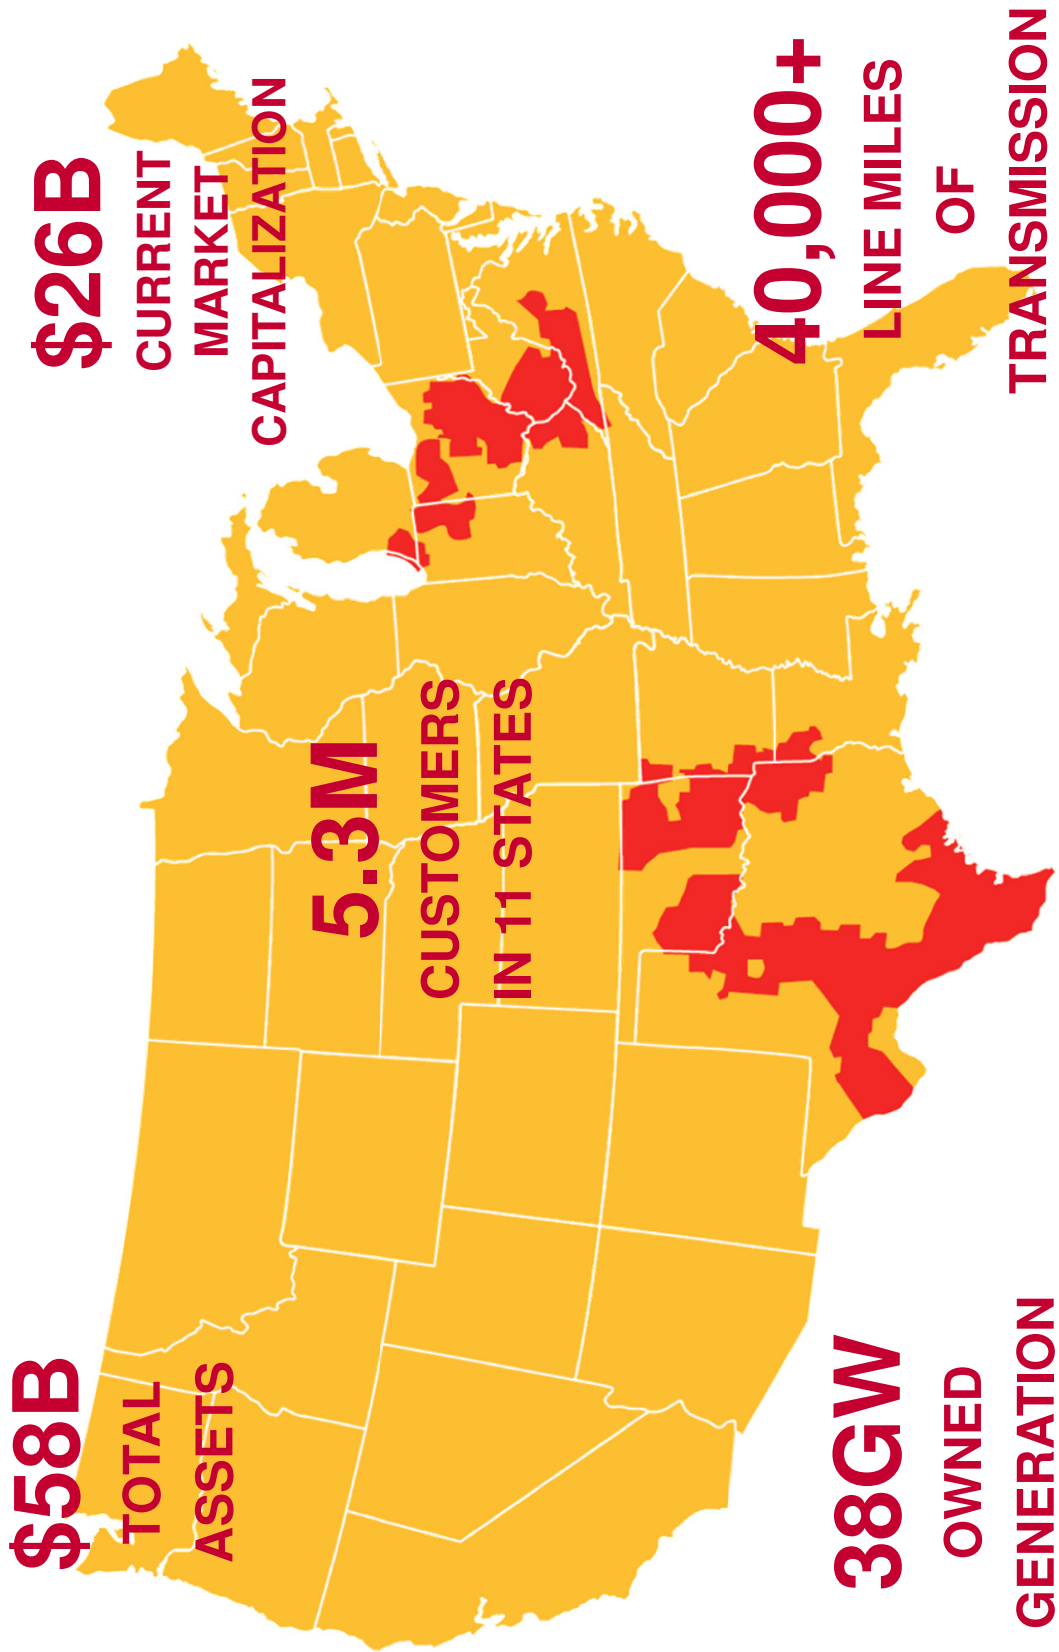 $58B
TOTAL
ASSETS
$26B
CURRENT
MARKET
CAPITALIZATION
5.3M
CUSTOMERS
IN 11 STATES
38GW
OWNED
GENERATION
40,000+
LINE MILES
OF
TRANSMISSION